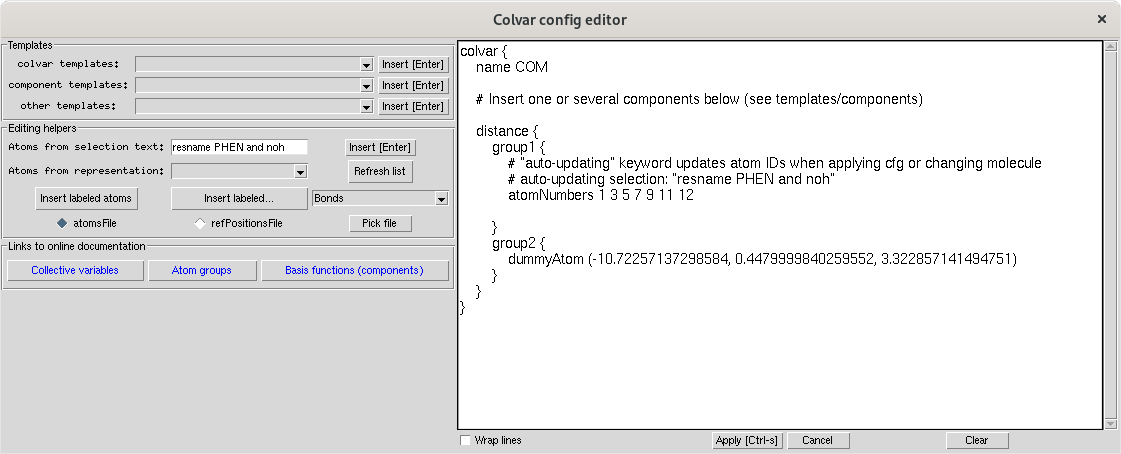 Colvar config editor
Templates
colvar templates: Insert [Enter]
component templates: Insert [Enter]
other templates: Insert [Enter]
Editing helpers
Atoms from selection text: resname PHEN and noh Insert [Enter]
Atoms from representation: Refresh list
Insert labeled atoms Insert labeled... Bonds
atomsFile refPositionsFile Pick file
Links to online documentation
Collective variables Atom groups Basis functions (components)
colvar {
name COM
# Insert one or several components below (see templates/components)
distance {
group1 {
# "auto-updating" keyword updates atom IDs when applying cfg or changing molecule
# auto-updating selection: "resname PHEN and noh"
atomNumbers 1 3 5 7 9 11 12
}
group2 {
dummyAtom (-10.72257137298584, 0.4479999840259552, 3.322857141494751)
}
}
}
Wrap lines Apply [Ctrl-s] Cancel Clear